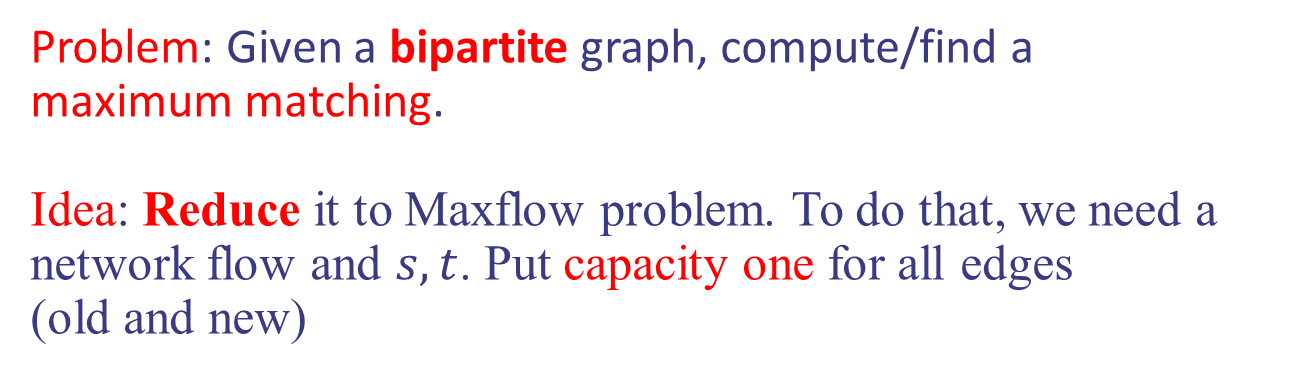 Problem: Given a bipartite graph, compute/find a
maximum matching.
Idea: Reduce it to Maxflow problem. To do that, we need a
network flow and s, t. Put capacity one for all edges
(old and new)